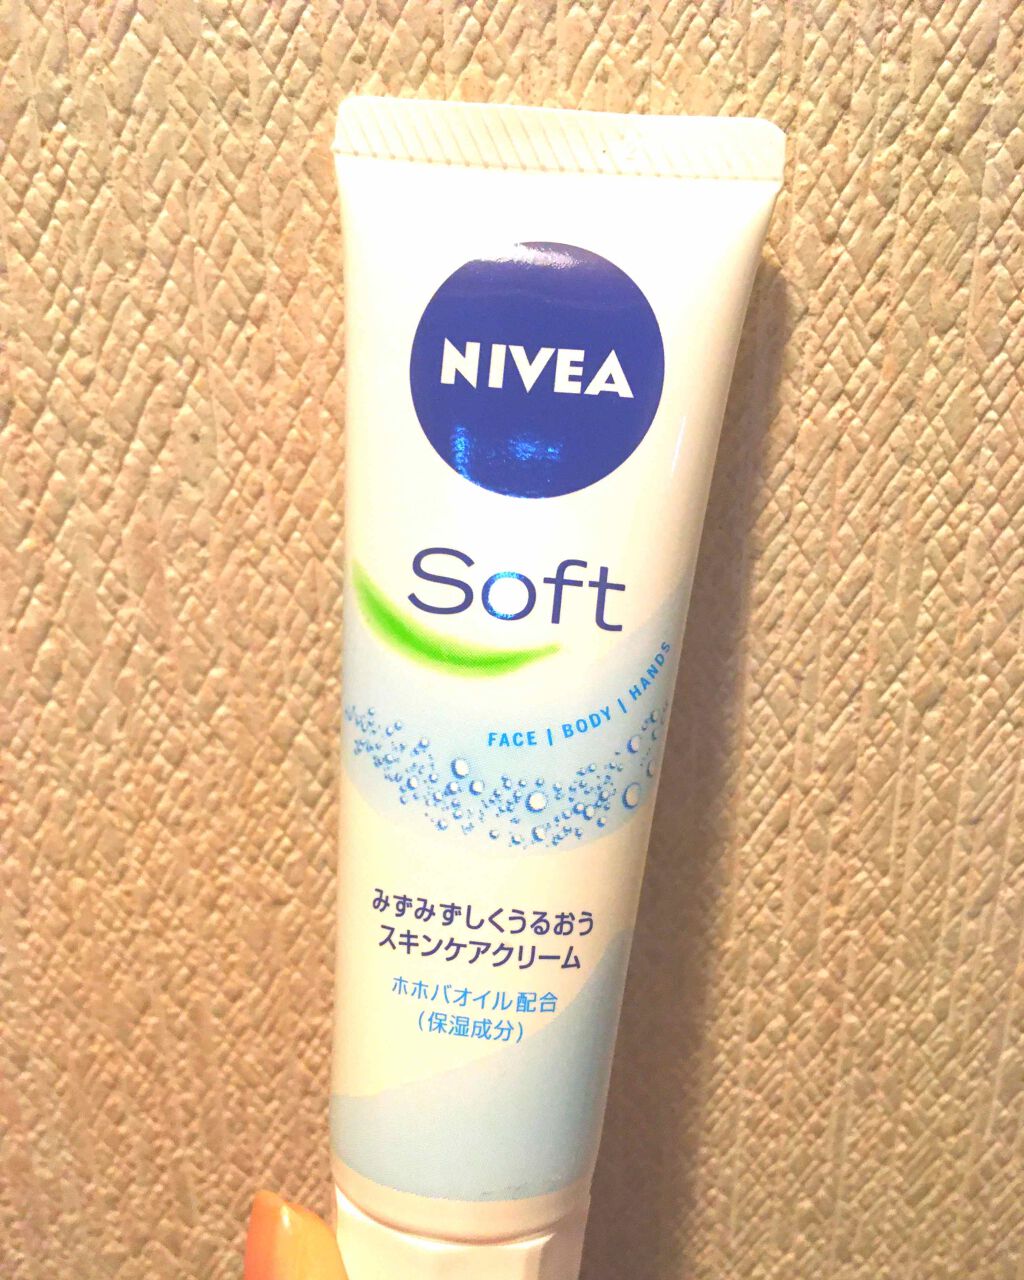 NIVEA
Soft
FACE | BODY | HANDS
みずみずしくうるおう
スキンケアクリーム
ホホバオイル配合
(保湿成分)